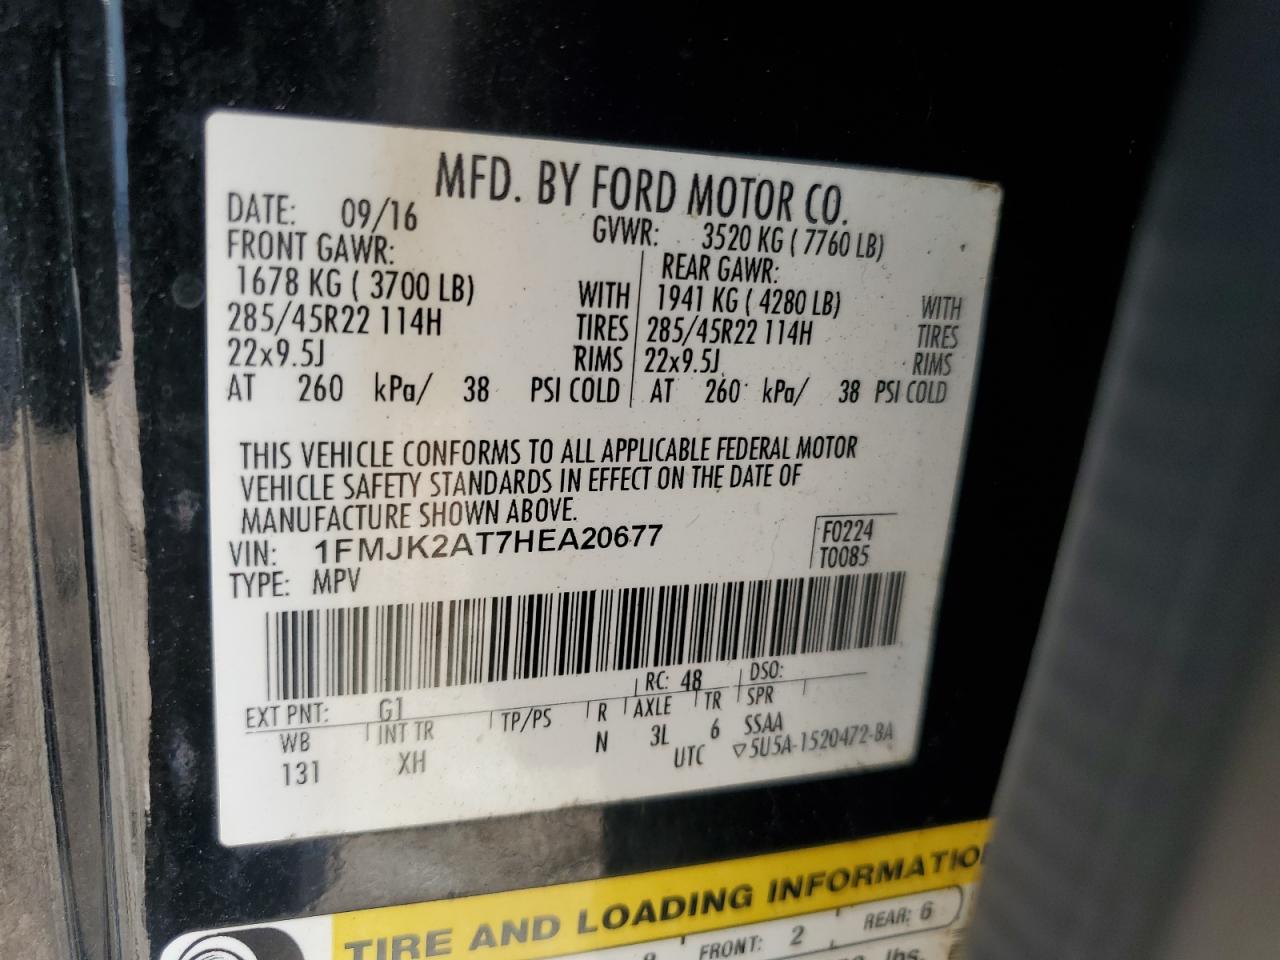 MFD. BY FORD MOTOR CO.
DATE: 09/16 GVWR: 3520 KG ( 7760 LB)
FRONT GAWR: REAR GAWR:
1678 KG ( 3700 LB) WITH 1941 KG ( 4280 LB) WITH
285/45R22 114H TIRES 285/45R22 114H TIRES
22x9.5J RIMS 22x9.5J RIMS
AT 260 kPa/ 38 PSI COLD AT 260 kPa/ 38 PSI COLD
THIS VEHICLE CONFORMS TO ALL APPLICABLE FEDERAL MOTOR
VEHICLE SAFETY STANDARDS IN EFFECT ON THE DATE OF
MANUFACTURE SHOWN ABOVE.
VIN: 1FMJK2AT7HEA20677 F0224
TYPE: MPV T0085
EXT PNT: G1 RC: 48 DSO:
WB INT TR TP/PS R AXLE TR SPR
131 XH N 3L 6 SSAA
UTC ▽5U5A-1520472-BA
TIRE AND LOADING INFORMATIO
FRONT: 2 REAR: 6
lbs.